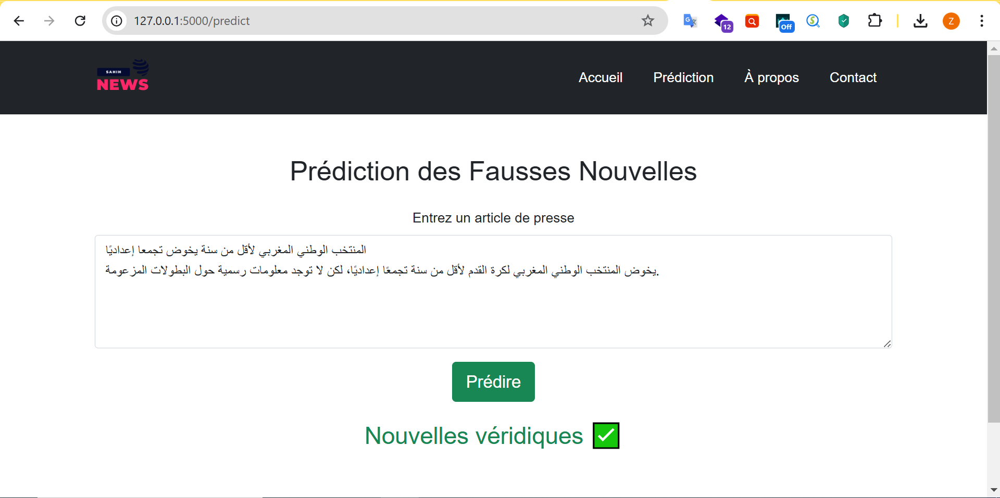 127.0.0.1:5000/predict
12
Off
Z
SAHIH
NEWS
Accueil
Prédiction
À propos
Contact
Prédiction des Fausses Nouvelles
Entrez un article de presse
المنتخب الوطني المغربي لأقل من سنة يخوض تجمعا إعداديًا
يخوض المنتخب الوطني المغربي لكرة القدم لأقل من سنة تجمعًا إعداديًا، لكن لا توجد معلومات رسمية حول البطولات المزعومة.
Prédire
Nouvelles véridiques